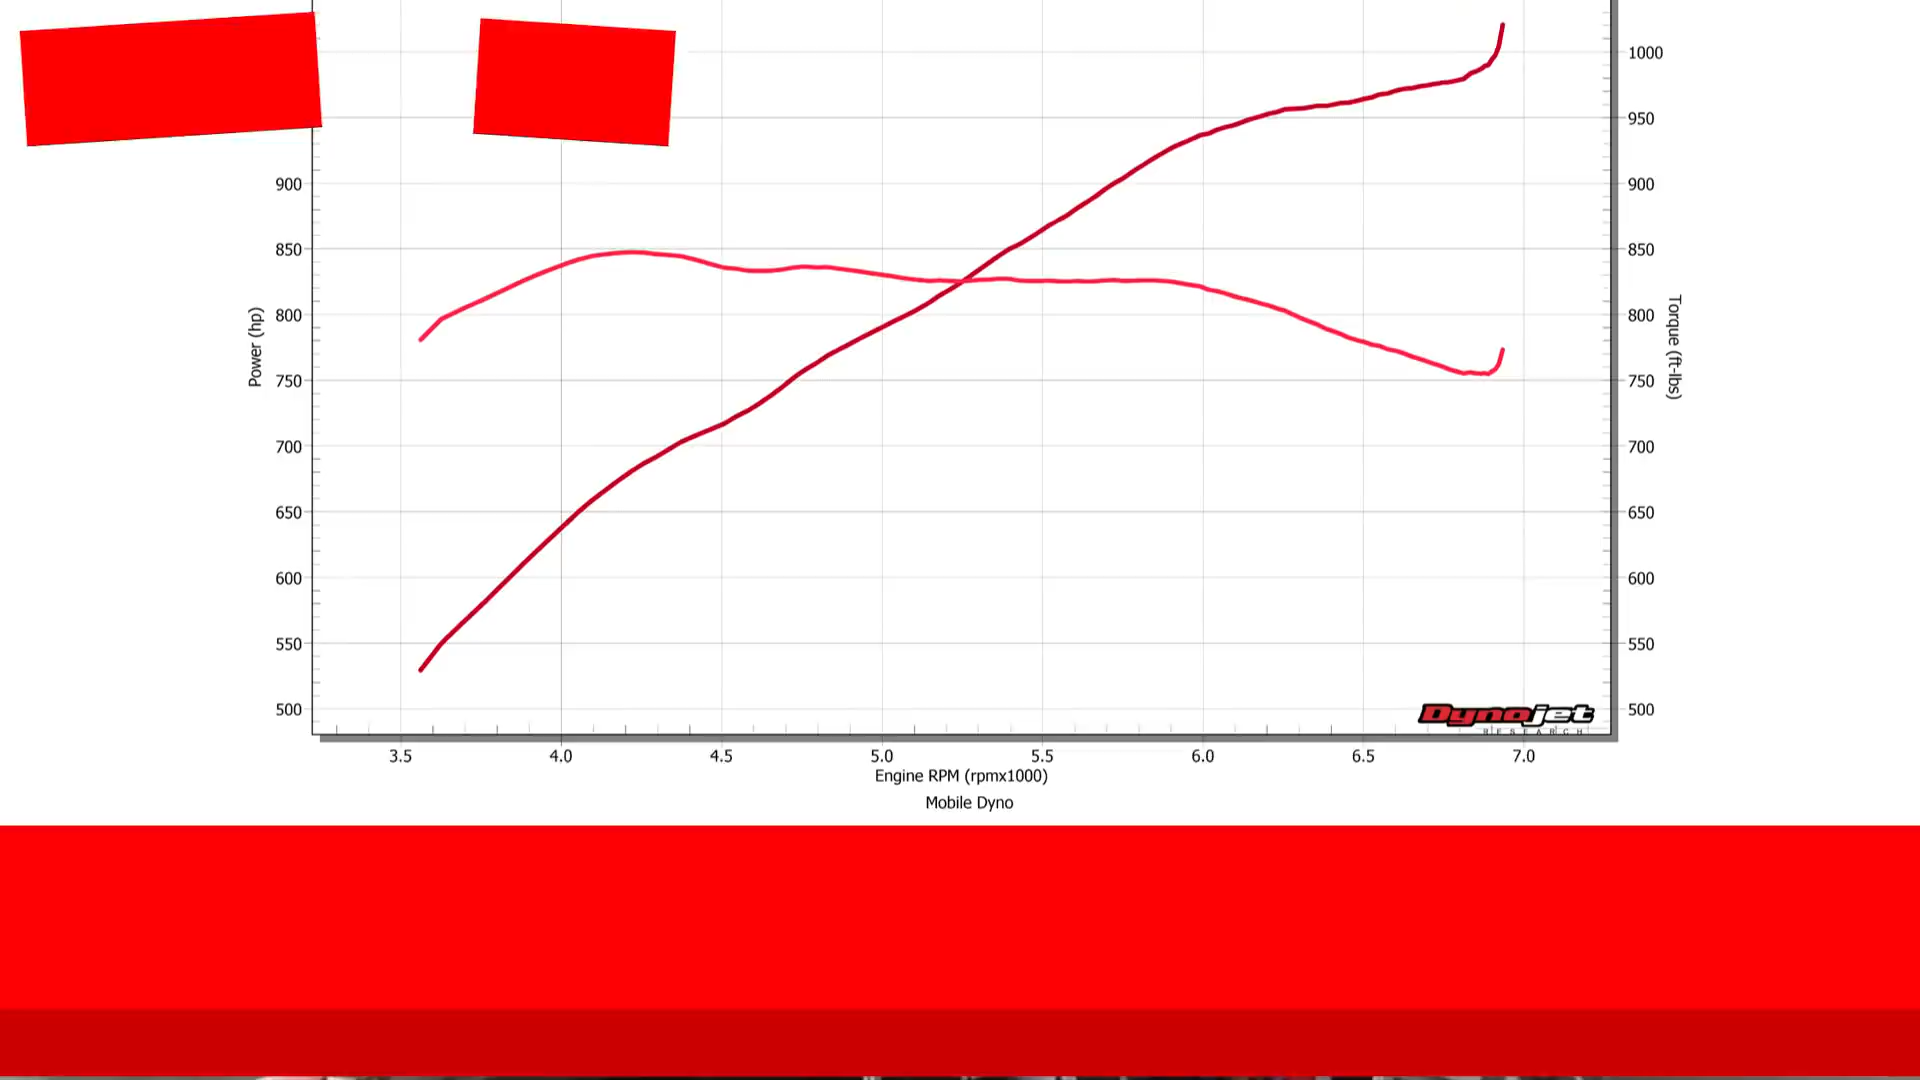 1000
950
900
850
800
750
700
650
600
550
500
Power (hp)
900
850
800
750
700
650
600
550
500
Torque (ft-lbs)
Dynojet
RESEARCH
3.5 4.0 4.5 5.0 5.5 6.0 6.5 7.0
Engine RPM (rpmx1000)
Mobile Dyno